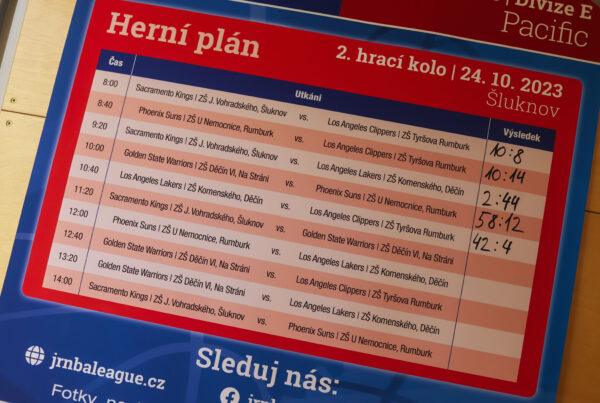 Divize E
Pacific
Herní plán
2. hrací kolo | 24. 10. 2023
Šluknov
Čas Utkání Výsledek
8:00 Sacramento Kings | ZŠ J. Vohradského, Šluknov vs. Los Angeles Clippers | ZŠ Tyršova Rumburk 10:8
8:40 Phoenix Suns | ZŠ U Nemocnice, Rumburk vs. Los Angeles Clippers | ZŠ Tyršova Rumburk 10:14
9:20 Sacramento Kings | ZŠ J. Vohradského, Šluknov vs. Los Angeles Lakers | ZŠ Komenského, Děčín 2:44
10:00 Golden State Warriors | ZŠ Děčín VI, Na Stráni vs. Phoenix Suns | ZŠ U Nemocnice, Rumburk 58:12
10:40 Los Angeles Lakers | ZŠ Komenského, Děčín vs. Los Angeles Clippers | ZŠ Tyršova Rumburk 42:4
11:20 Sacramento Kings | ZŠ J. Vohradského, Šluknov vs. Golden State Warriors | ZŠ Děčín VI, Na Stráni
12:00 Phoenix Suns | ZŠ U Nemocnice, Rumburk vs. Los Angeles Lakers | ZŠ Komenského, Děčín
12:40 Golden State Warriors | ZŠ Děčín VI, Na Stráni vs. Los Angeles Clippers | ZŠ Tyršova Rumburk
13:20 Golden State Warriors | ZŠ Děčín VI, Na Stráni vs. Los Angeles Lakers | ZŠ Komenského, Děčín
14:00 Sacramento Kings | ZŠ J. Vohradského, Šluknov vs. Phoenix Suns | ZŠ U Nemocnice, Rumburk
jrnbaleague.cz
Sleduj nás:
Fotky,